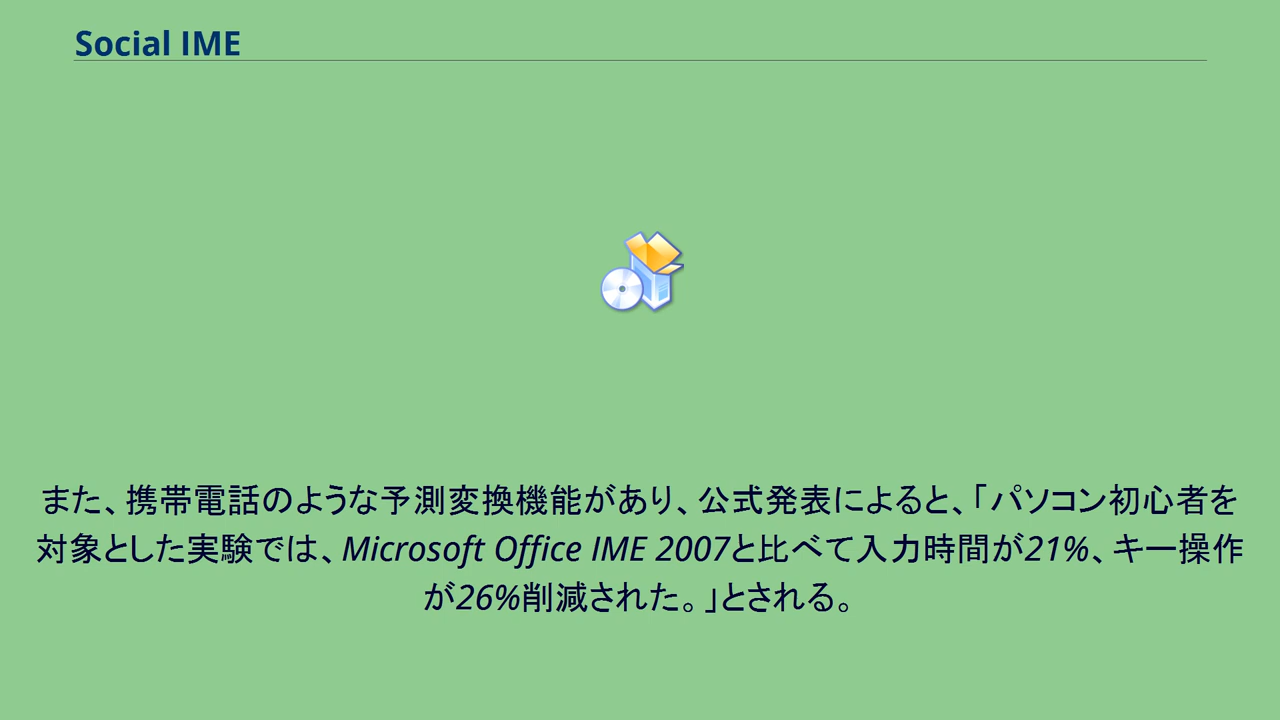 Social IME
また、携帯電話のような予測変換機能があり、公式発表によると、「パソコン初心者を
対象とした実験では、Microsoft Office IME 2007と比べて入力時間が21%、キー操作
が26%削減された。」とされる。